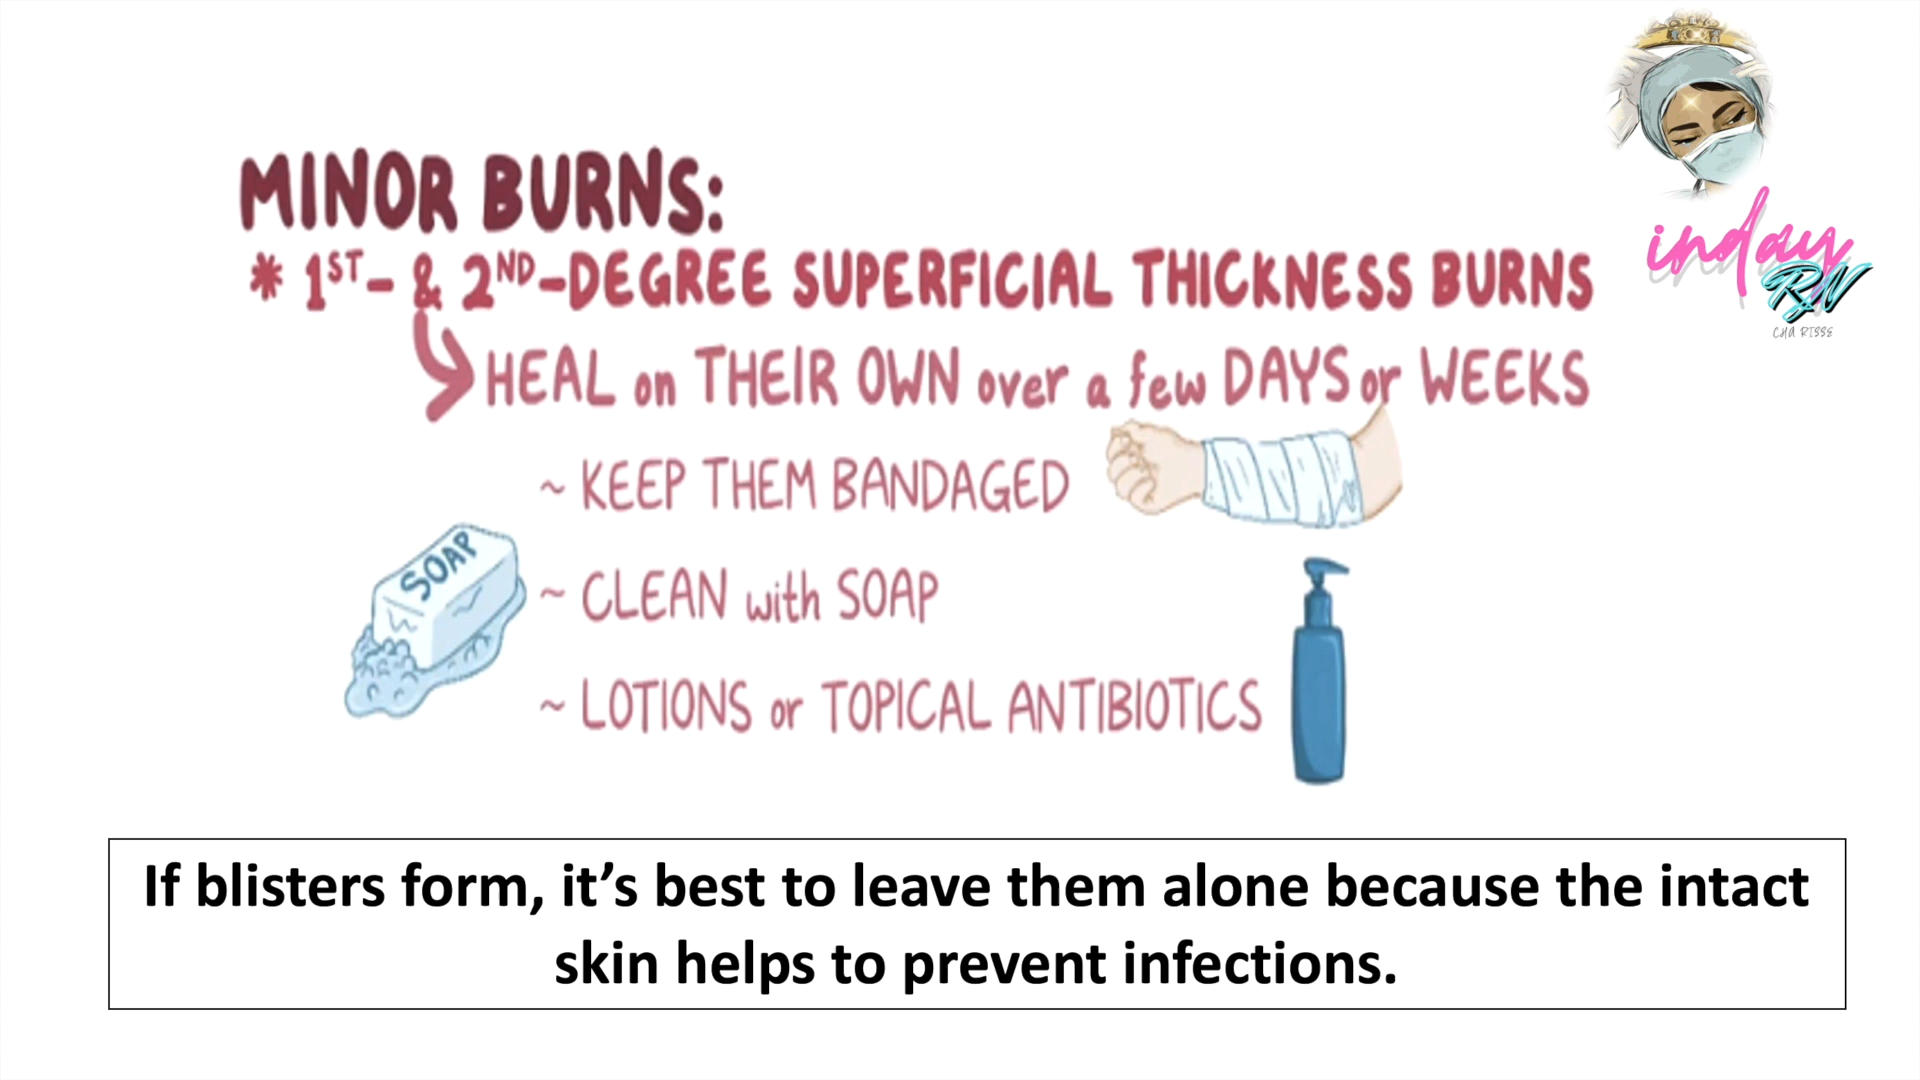 MINOR BURNS:
* 1ST- & 2ND-DEGREE SUPERFICIAL THICKNESS BURNS
HEAL on THEIR OWN over a few DAYS or WEEKS
~ KEEP THEM BANDAGED
SOAP
~ CLEAN with SOAP
~ LOTIONS or TOPICAL ANTIBIOTICS
If blisters form, it’s best to leave them alone because the intact
skin helps to prevent infections.
inday
RN
CHA RISSE